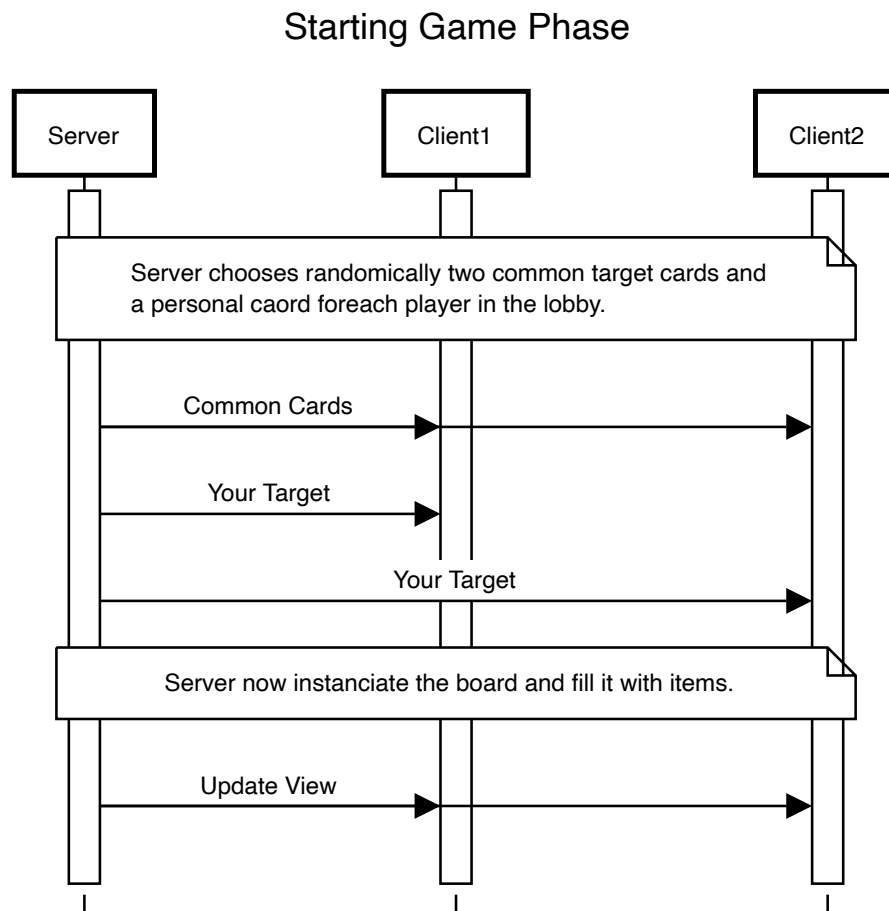 Starting Game Phase
Server
Client1
Client2
Server chooses randomically two common target cards and
a personal caord foreach player in the lobby.
Common Cards
Your Target
Your Target
Server now instanciate the board and fill it with items.
Update View